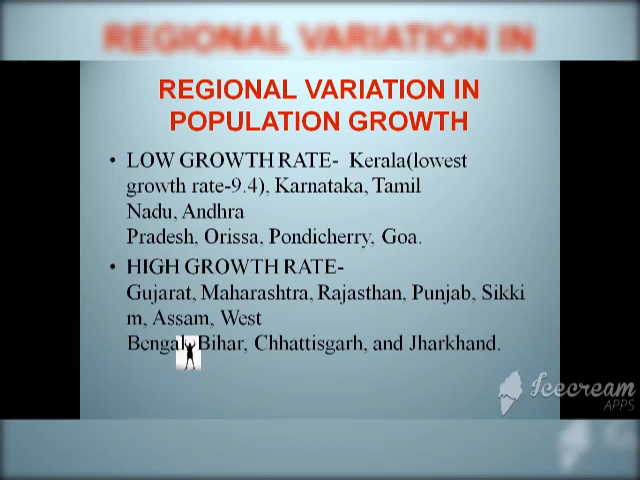 REGIONAL VARIATION IN
REGIONAL VARIATION IN
POPULATION GROWTH
• LOW GROWTH RATE- Kerala(lowest
growth rate-9.4), Karnataka, Tamil
Nadu, Andhra
Pradesh, Orissa, Pondicherry, Goa.
• HIGH GROWTH RATE-
Gujarat, Maharashtra, Rajasthan, Punjab, Sikki
m, Assam, West
Bengal, Bihar, Chhattisgarh, and Jharkhand.
Icecream
APPS